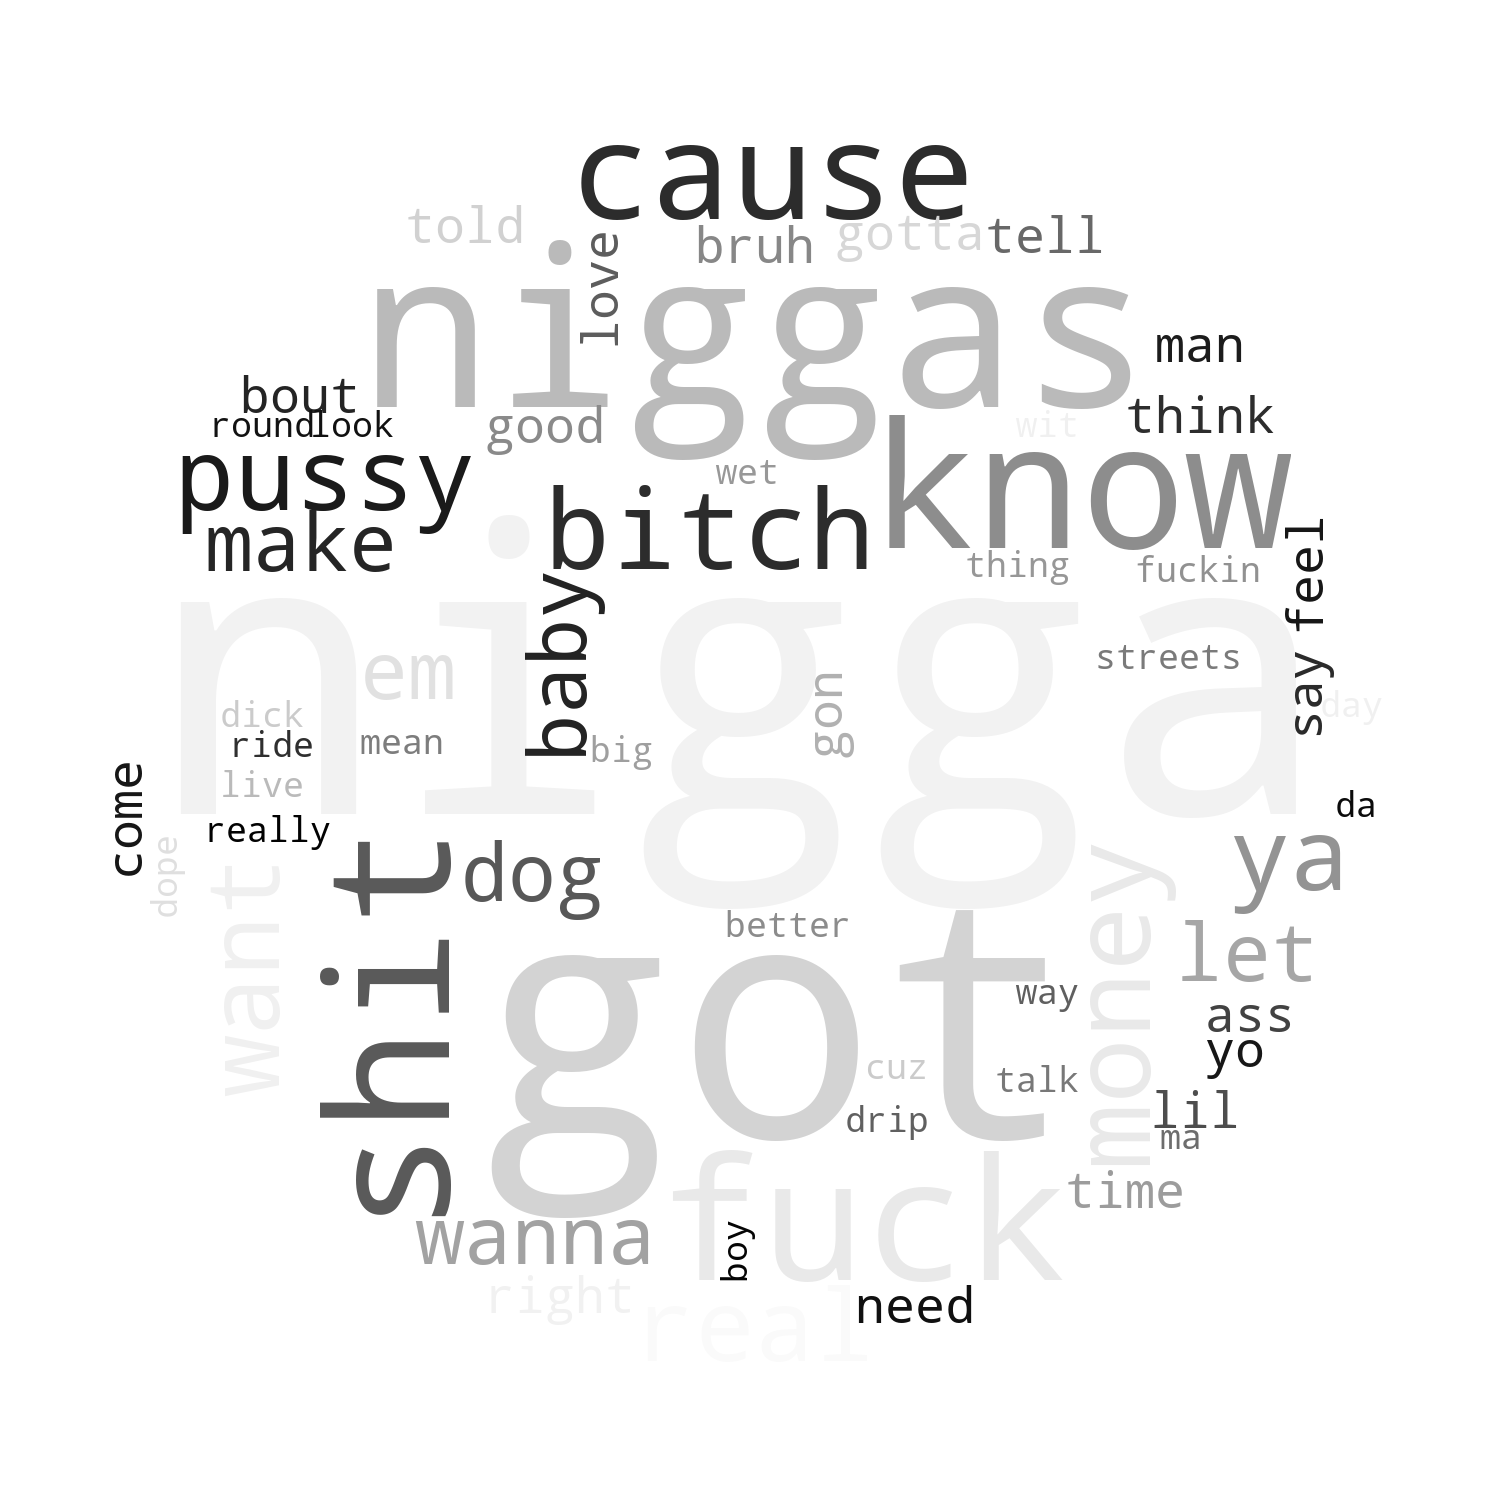 cause
told
love
bruh
gotta
tell
niggas
man
bout
think
round
look
good
wit
know
pussy
wet
bitch
make
feel
thing
fuckin
baby
nigga
em
streets
say
gon
day
dick
ride
mean
big
live
come
da
really
dope
shit
dog
ya
want
money
better
let
got
way
ass
yo
cuz
talk
drip
lil
ma
fuck
time
wanna
boy
right
real
need